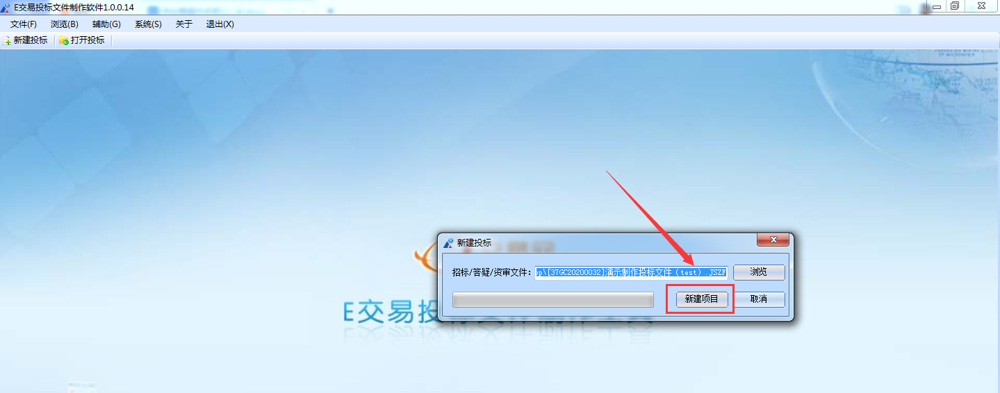 E交易投标文件制作软件1.0.0.14
文件(F) 浏览(B) 辅助(G) 系统(S) 关于 退出(X)
新建投标 打开投标
新建投标
招标/答疑/资审文件: op\[37GC20200032]演示制作投标文件（test）.JSZF 浏览
新建项目 取消
E交易投